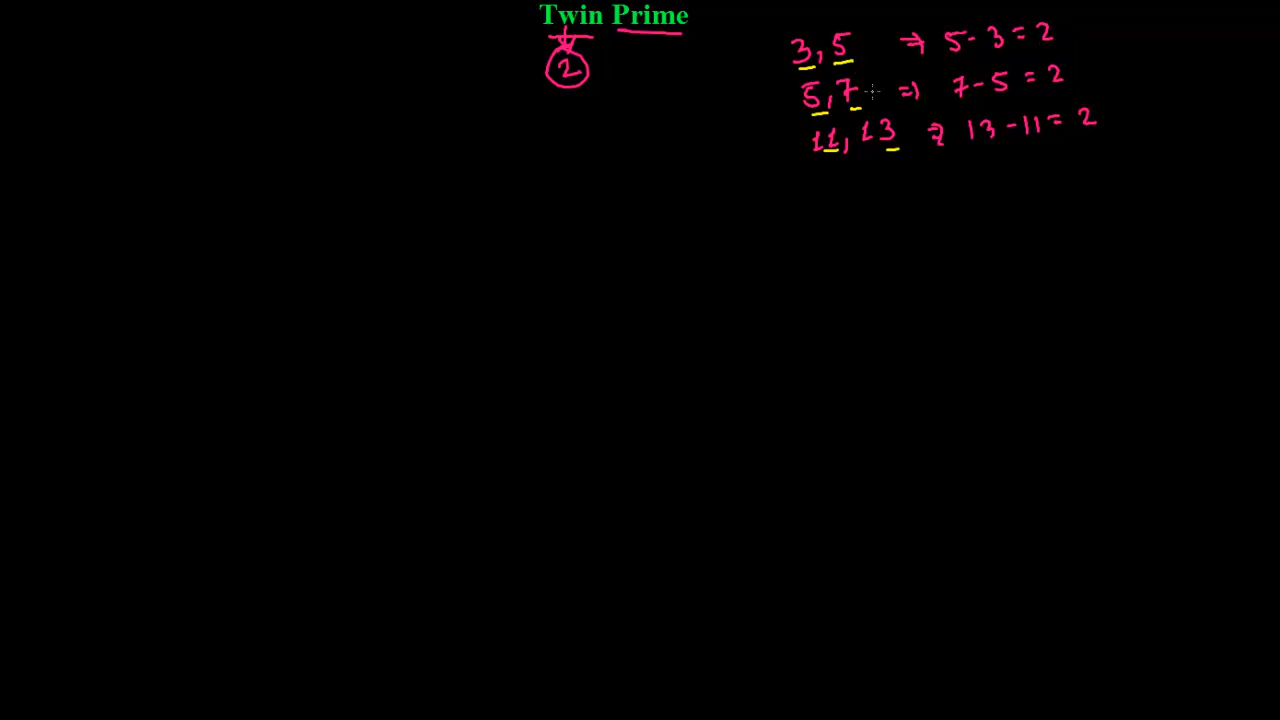 Twin Prime
2
3, 5 ⇒ 5 - 3 = 2
5, 7 ⇒ 7 - 5 = 2
11, 13 ⇒ 13 - 11 = 2